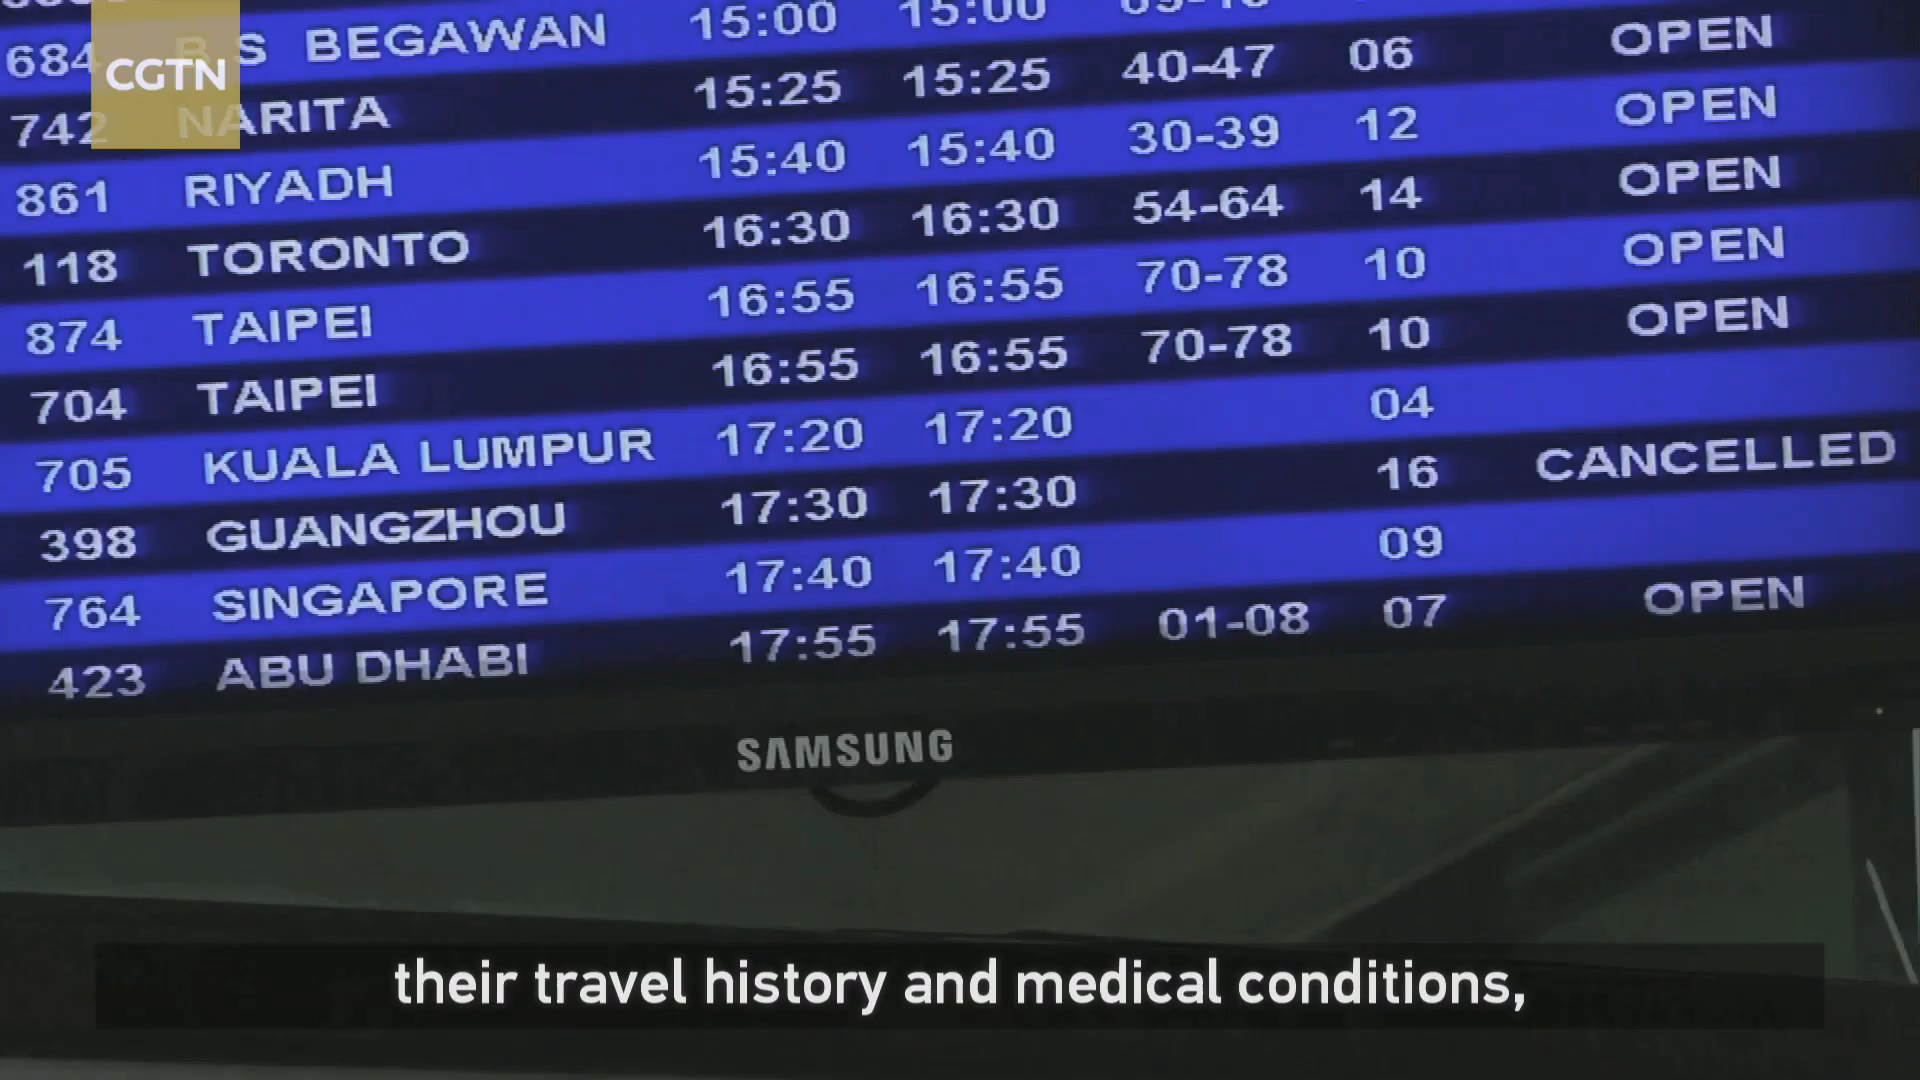 CGTN
684 B S BEGAWAN 15:00 15:00
742 NARITA 15:25 15:25 40-47 06 OPEN
861 RIYADH 15:40 15:40 30-39 12 OPEN
118 TORONTO 16:30 16:30 54-64 14 OPEN
874 TAIPEI 16:55 16:55 70-78 10 OPEN
704 TAIPEI 16:55 16:55 70-78 10 OPEN
705 KUALA LUMPUR 17:20 17:20 04
398 GUANGZHOU 17:30 17:30 16 CANCELLED
764 SINGAPORE 17:40 17:40 09
423 ABU DHABI 17:55 17:55 01-08 07 OPEN
SAMSUNG
their travel history and medical conditions,